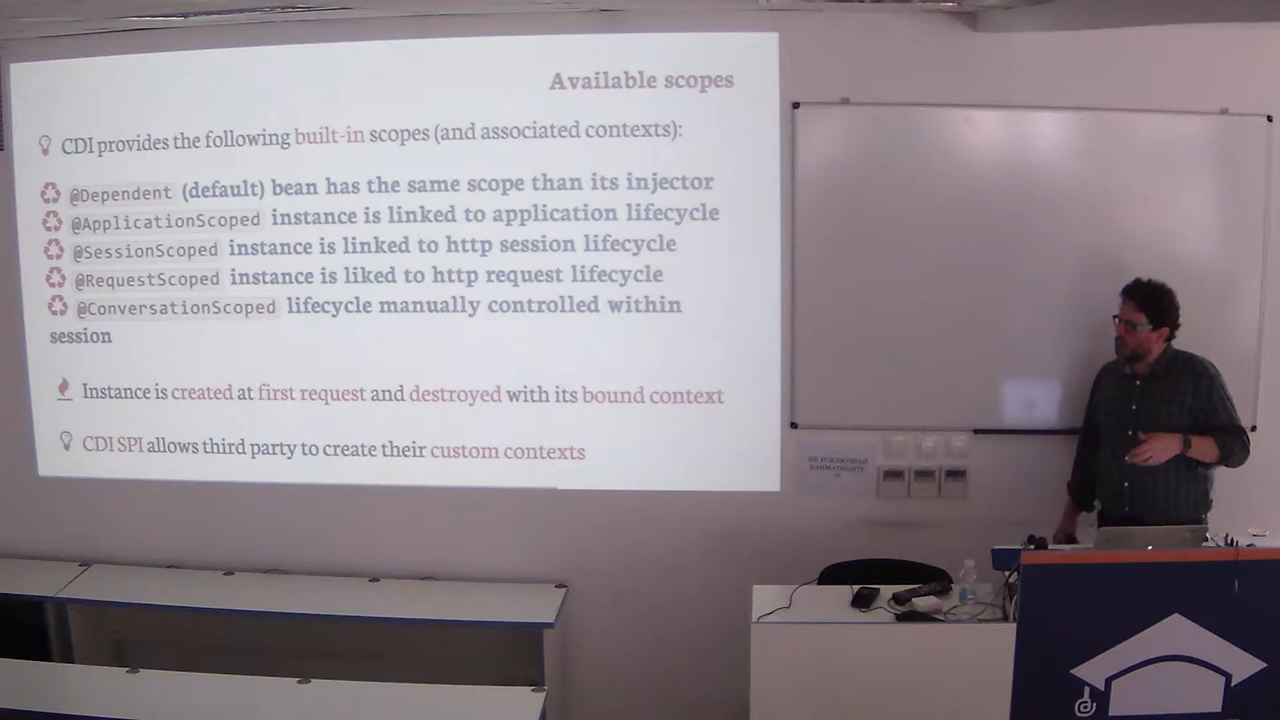 Available scopes
CDI provides the following built-in scopes (and associated contexts):
@Dependent (default) bean has the same scope than its injector
@ApplicationScoped instance is linked to application lifecycle
@SessionScoped instance is linked to http session lifecycle
@RequestScoped instance is liked to http request lifecycle
@ConversationScoped lifecycle manually controlled within
session
Instance is created at first request and destroyed with its bound context
CDI SPI allows third party to create their custom contexts
НЕ ИЗКЛЮЧВАЙ
КЛИМАТИЦИТЕ